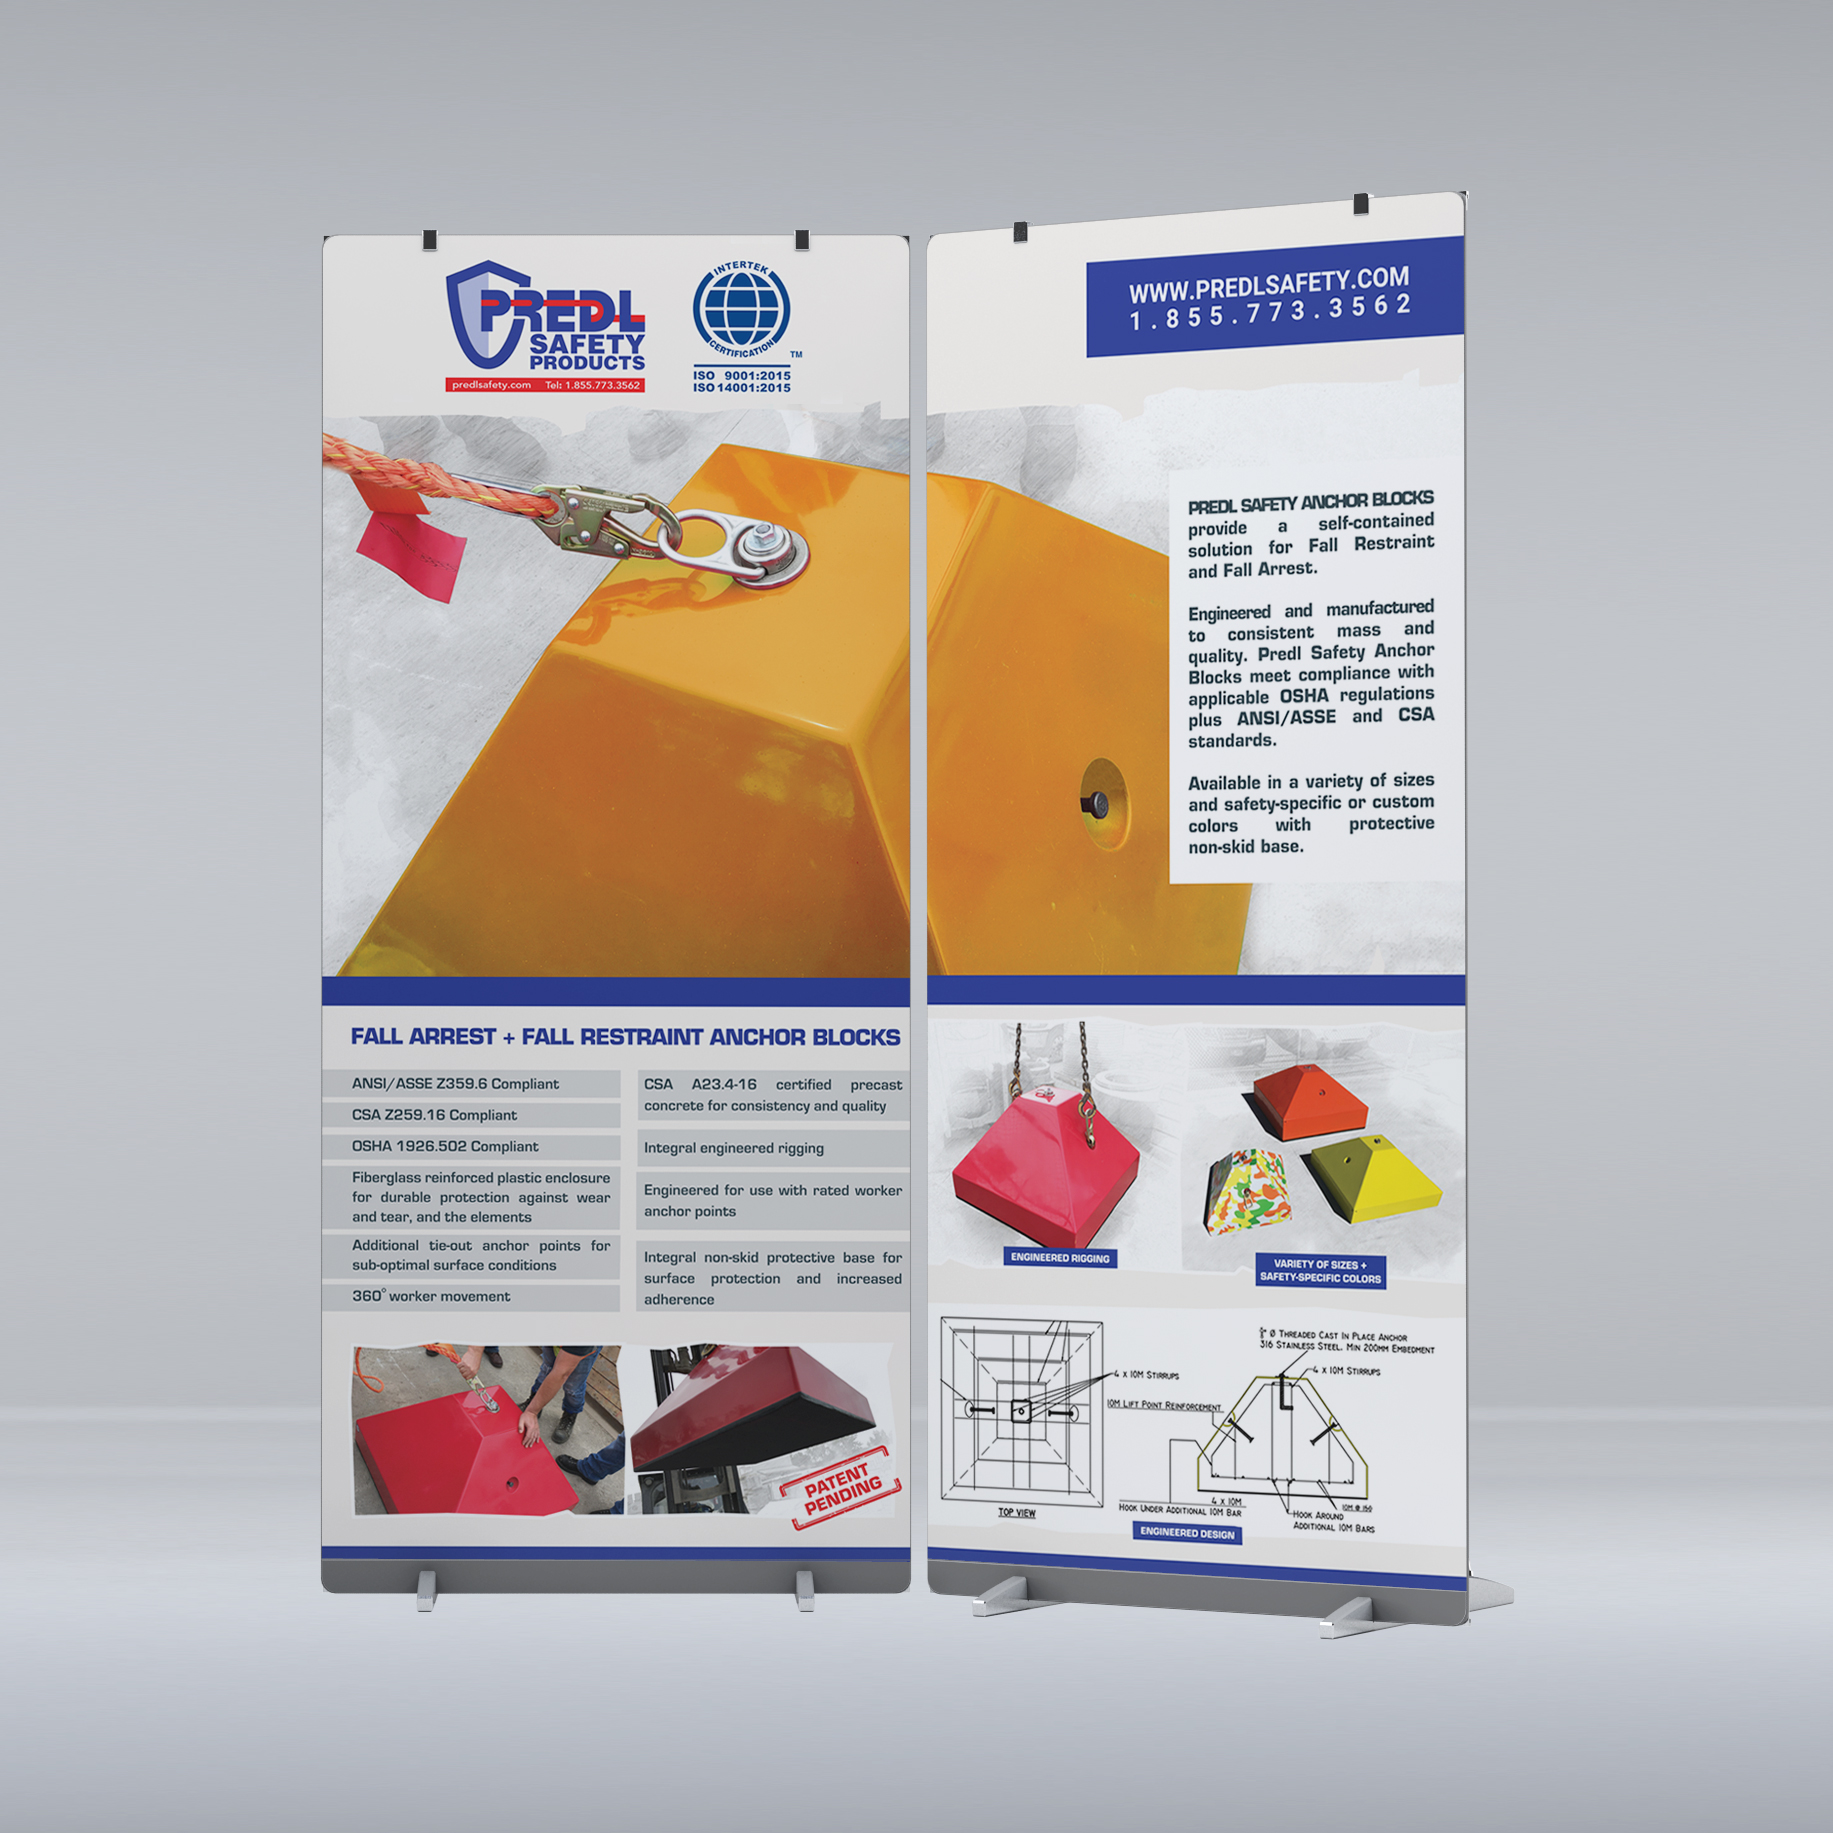 PREDL
SAFETY
PRODUCTS
predlsafety.com Tel: 1.855.773.3562
INTERTEK
CERTIFICATION
TM
ISO 9001:2015
ISO 14001:2015
FALL ARREST + FALL RESTRAINT ANCHOR BLOCKS
ANSI/ASSE Z359.6 Compliant
CSA Z259.16 Compliant
OSHA 1926.502 Compliant
Fiberglass reinforced plastic enclosure
for durable protection against wear
and tear, and the elements
Additional tie-out anchor points for
sub-optimal surface conditions
360° worker movement
CSA A23.4-16 certified precast
concrete for consistency and quality
Integral engineered rigging
Engineered for use with rated worker
anchor points
Integral non-skid protective base for
surface protection and increased
adherence
PATENT
PENDING
WWW.PREDLSAFETY.COM
1.855.773.3562
PREDL SAFETY ANCHOR BLOCKS
provide a self-contained
solution for Fall Restraint
and Fall Arrest.
Engineered and manufactured
to consistent mass and
quality. Predl Safety Anchor
Blocks meet compliance with
applicable OSHA regulations
plus ANSI/ASSE and CSA
standards.
Available in a variety of sizes
and safety-specific or custom
colors with protective
non-skid base.
ENGINEERED RIGGING
VARIETY OF SIZES +
SAFETY-SPECIFIC COLORS
Ø THREADED CAST IN PLACE ANCHOR
316 STAINLESS STEEL. MIN 200MM EMBEDMENT
4 X 10M STIRRUPS
4 X 10M STIRRUPS
10M LIFT POINT REINFORCEMENT
TOP VIEW
4 X 10M
HOOK UNDER ADDITIONAL 10M BAR
10M @ 150
HOOK AROUND
ADDITIONAL 10M BARS
ENGINEERED DESIGN